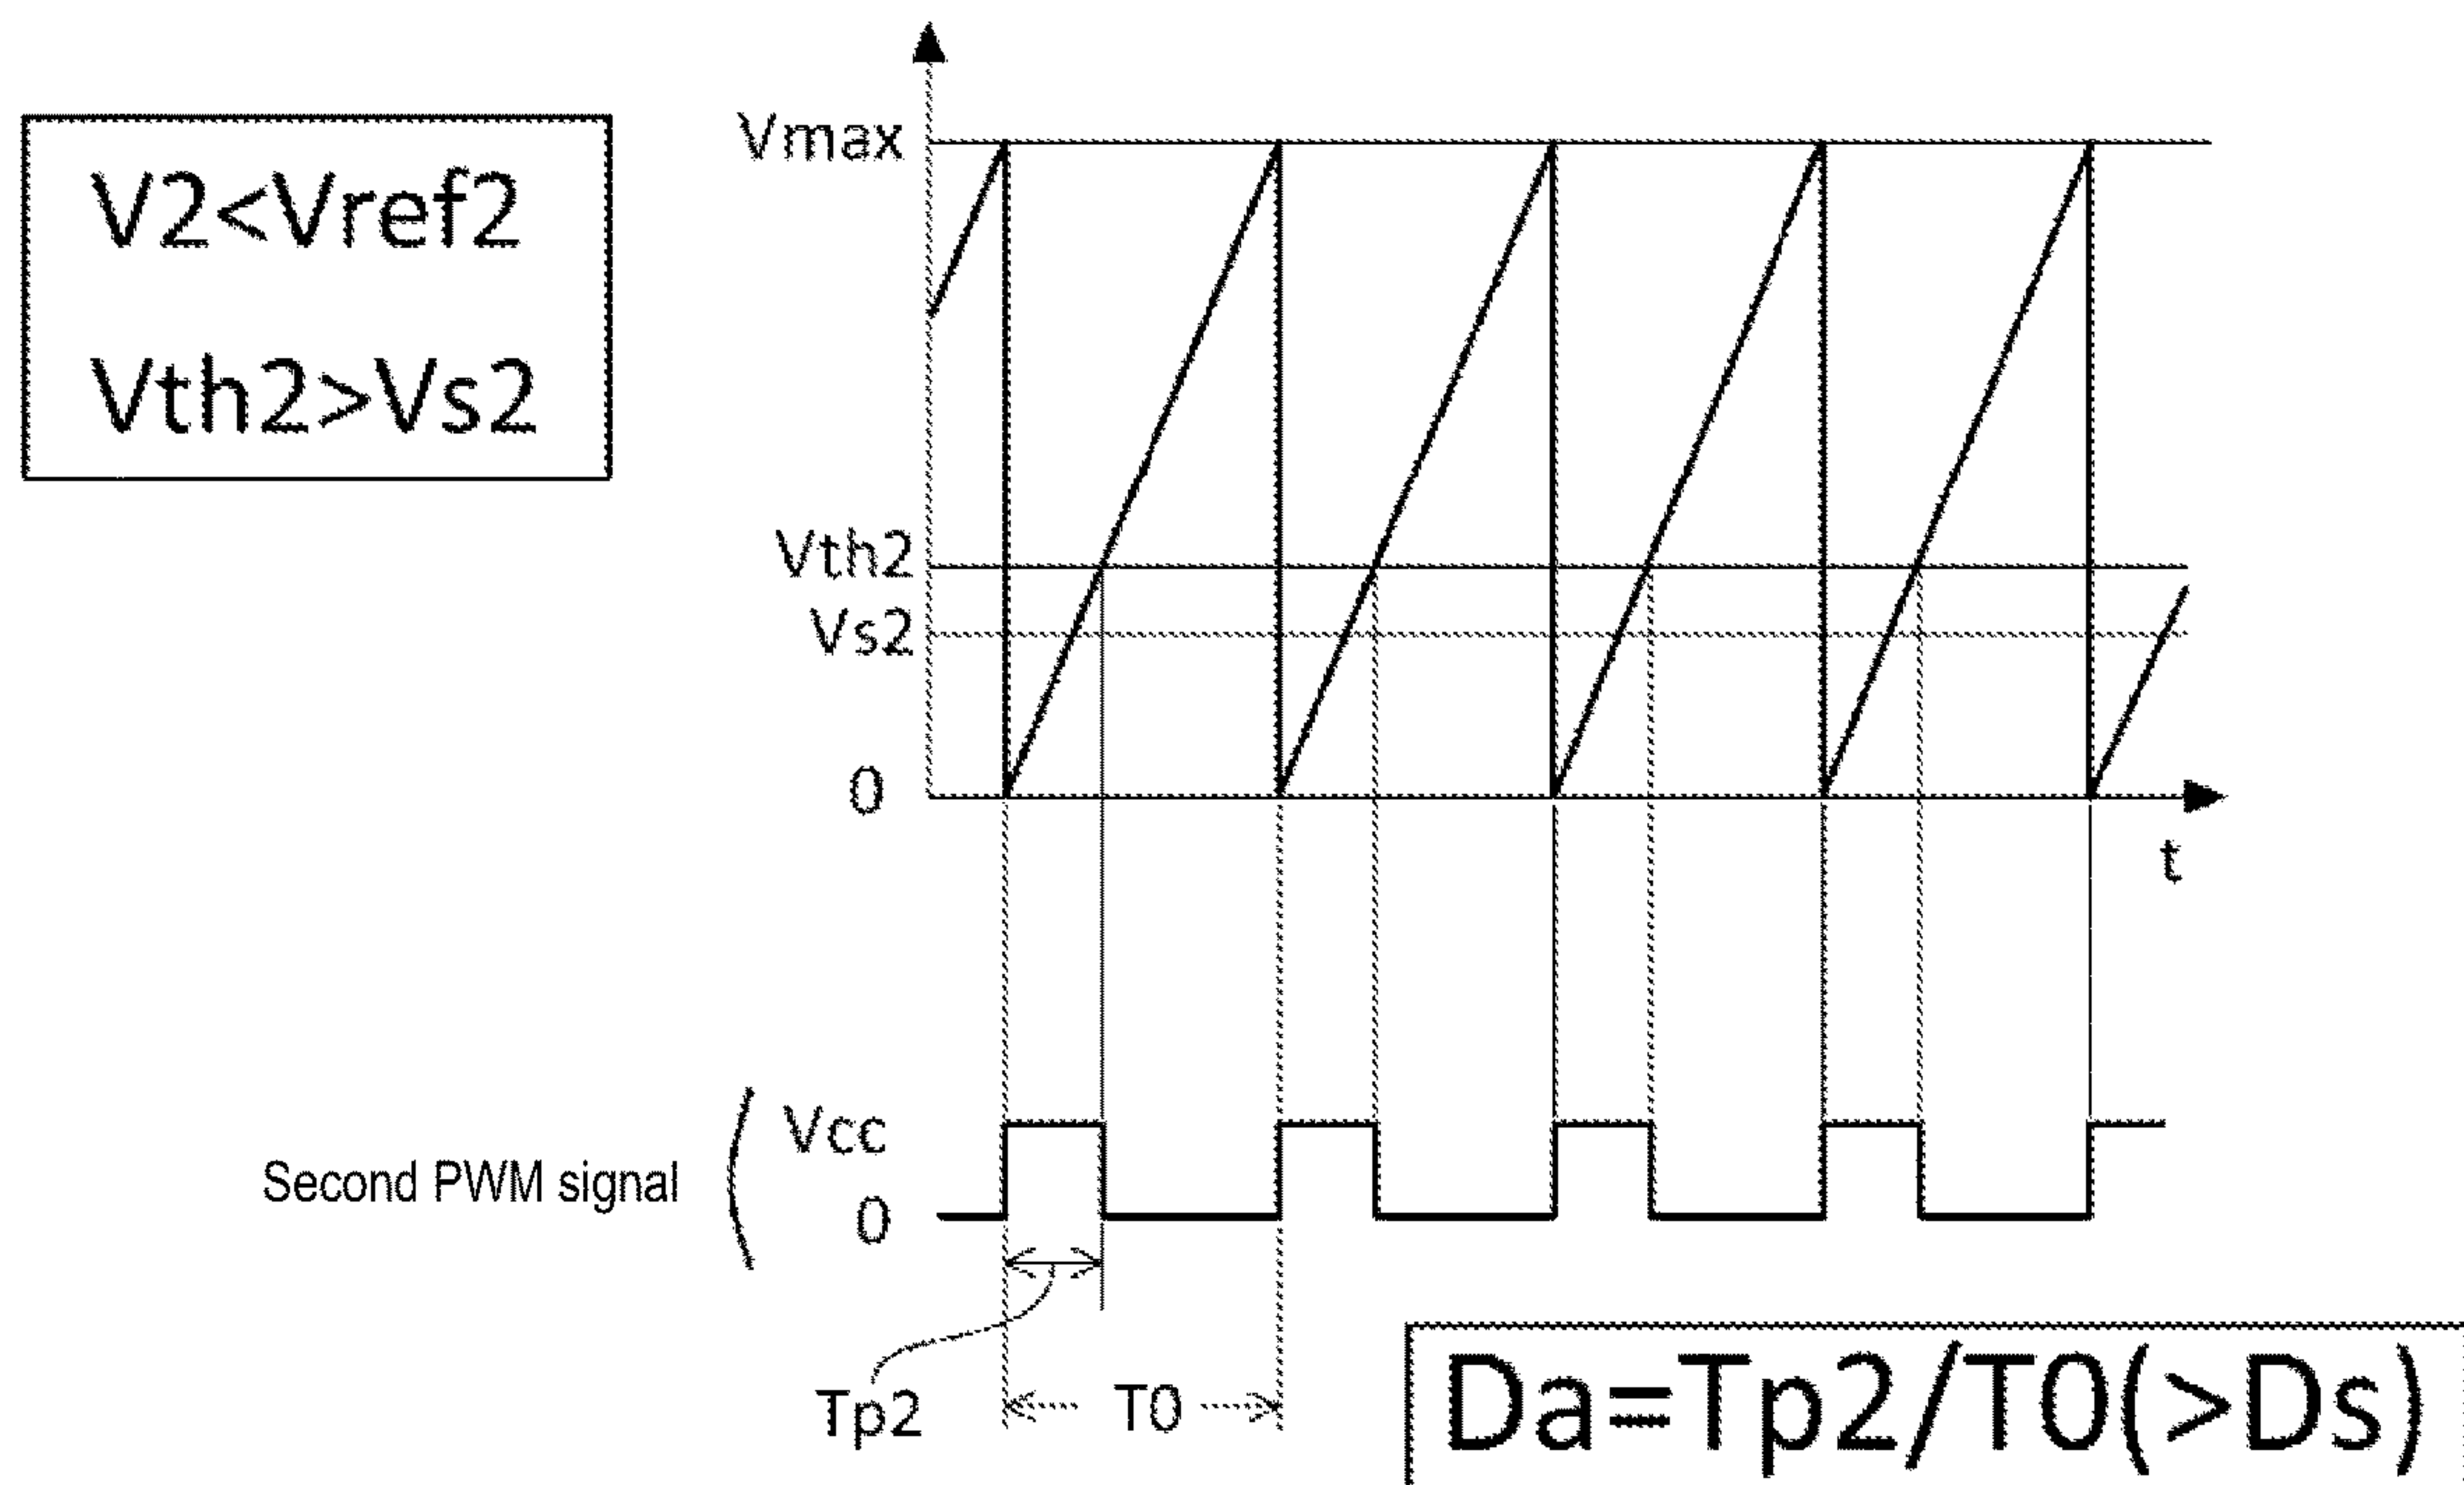 V2<Vref2
Vth2>Vs2
Vmax
Vth2
Vs2
0
t
Second PWM signal
Vcc
0
Tp2
T0
Da=Tp2/T0(>Ds)